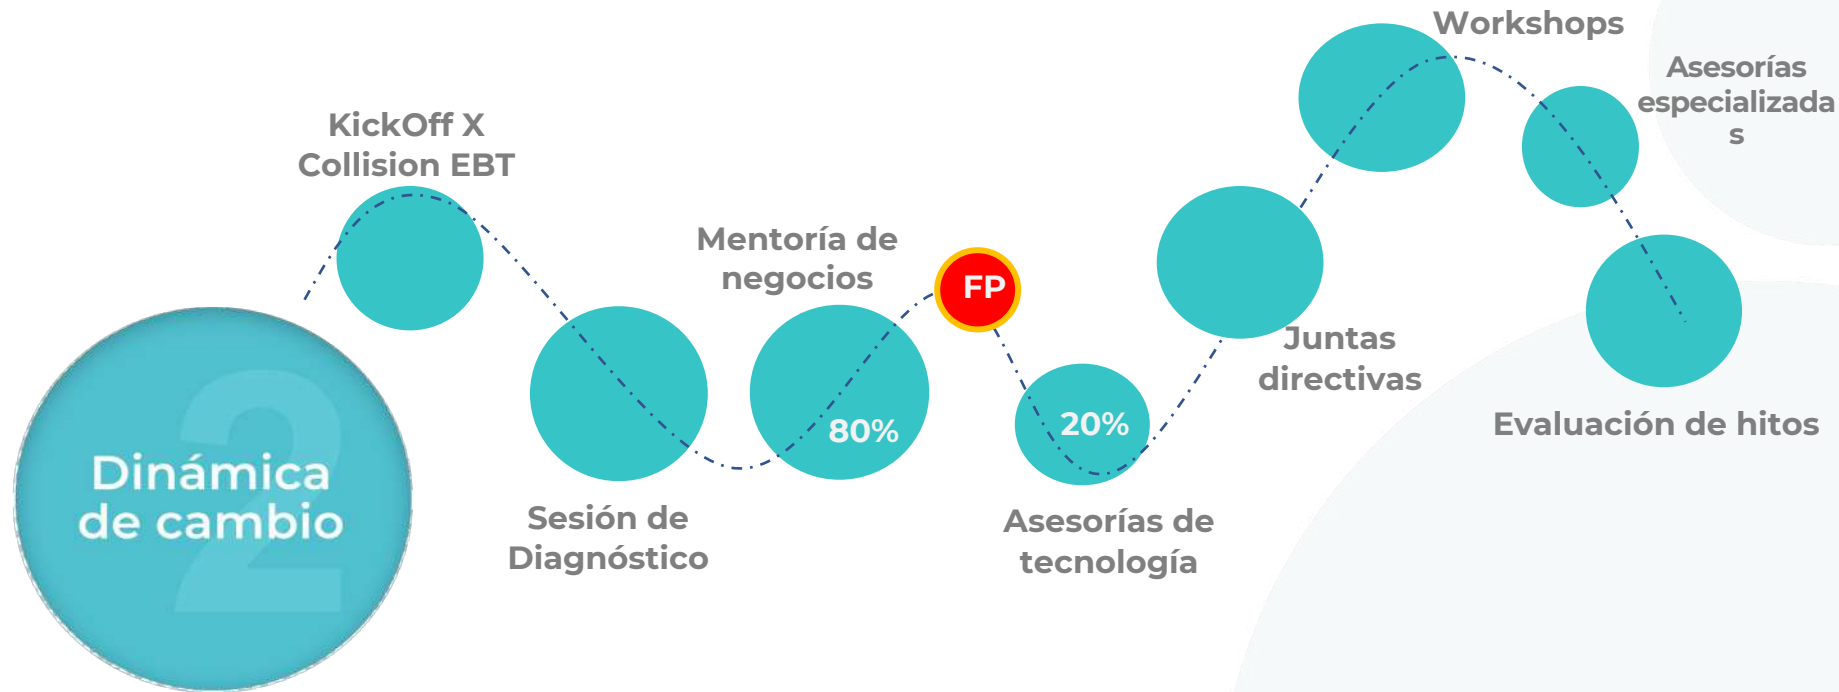 2
Dinámica
de cambio
KickOff X
Collision EBT
Sesión de
Diagnóstico
Mentoría de
negocios
80%
FP
20%
Asesorías de
tecnología
Juntas
directivas
Workshops
Asesorías
especializada
s
Evaluación de hitos